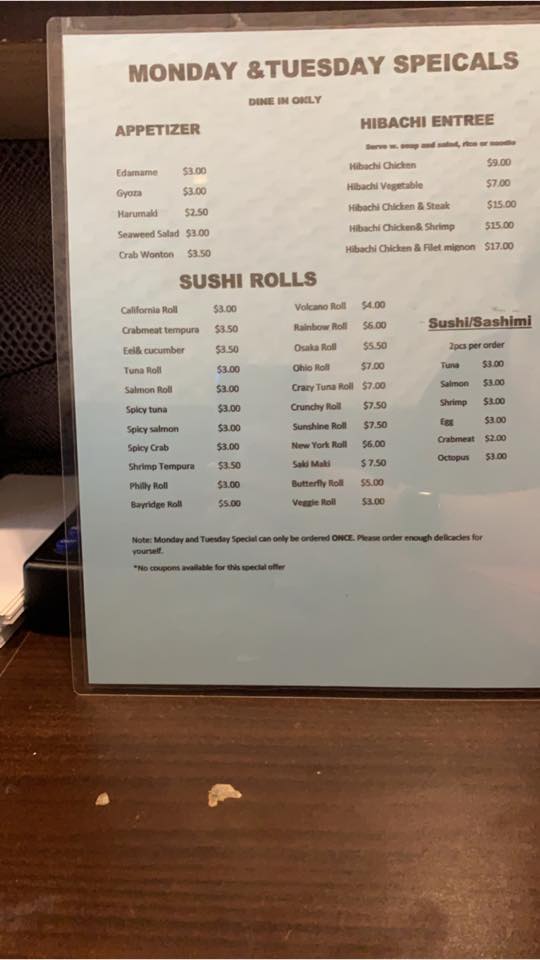 MONDAY &TUESDAY SPEICALS
DINE IN ONLY
APPETIZER
Edamame $3.00
Gyoza $3.00
Harumaki $2.50
Seaweed Salad $3.00
Crab Wonton $3.50
HIBACHI ENTREE
Serve w. soup and salad, rice or noodle
Hibachi Chicken $9.00
Hibachi Vegetable $7.00
Hibachi Chicken & Steak $15.00
Hibachi Chicken& Shrimp $15.00
Hibachi Chicken & Filet mignon $17.00
SUSHI ROLLS
California Roll $3.00
Crabmeat tempura $3.50
Eel& cucumber $3.50
Tuna Roll $3.00
Salmon Roll $3.00
Spicy tuna $3.00
Spicy salmon $3.00
Spicy Crab $3.00
Shrimp Tempura $3.50
Philly Roll $3.00
Bayridge Roll $5.00
Volcano Roll $4.00
Rainbow Roll $6.00
Osaka Roll $5.50
Ohio Roll $7.00
Crazy Tuna Roll $7.00
Crunchy Roll $7.50
Sunshine Roll $7.50
New York Roll $6.00
Saki Maki $ 7.50
Butterfly Roll $5.00
Veggie Roll $3.00
Sushi/Sashimi
2pcs per order
Tuna $3.00
Salmon $3.00
Shrimp $3.00
Egg $3.00
Crabmeat $2.00
Octopus $3.00
Note: Monday and Tuesday Special can only be ordered ONCE. Please order enough delicacies for
yourself.
*No coupons available for this special offer